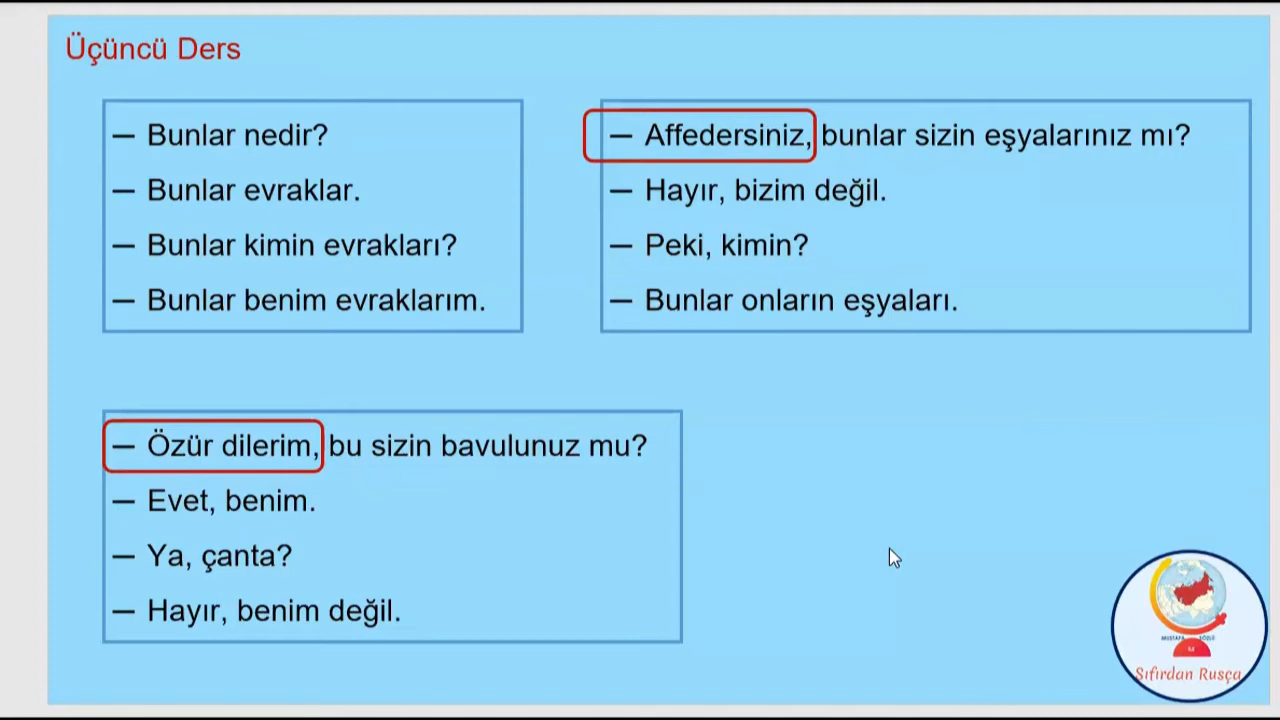 Üçüncü Ders
— Bunlar nedir?
— Bunlar evraklar.
— Bunlar kimin evrakları?
— Bunlar benim evraklarım.
— Affedersiniz, bunlar sizin eşyalarınız mı?
— Hayır, bizim değil.
— Peki, kimin?
— Bunlar onların eşyaları.
— Özür dilerim, bu sizin bavulunuz mu?
— Evet, benim.
— Ya, çanta?
— Hayır, benim değil.
MUSTAFA
Sıfırdan Rusça